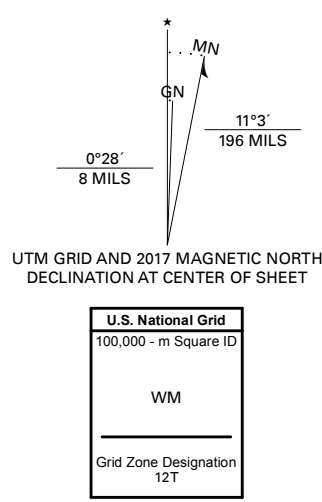 ★
MN
GN
11°3´
196 MILS
0°28´
8 MILS
UTM GRID AND 2017 MAGNETIC NORTH
DECLINATION AT CENTER OF SHEET
U.S. National Grid
100,000 - m Square ID
WM
Grid Zone Designation
12T